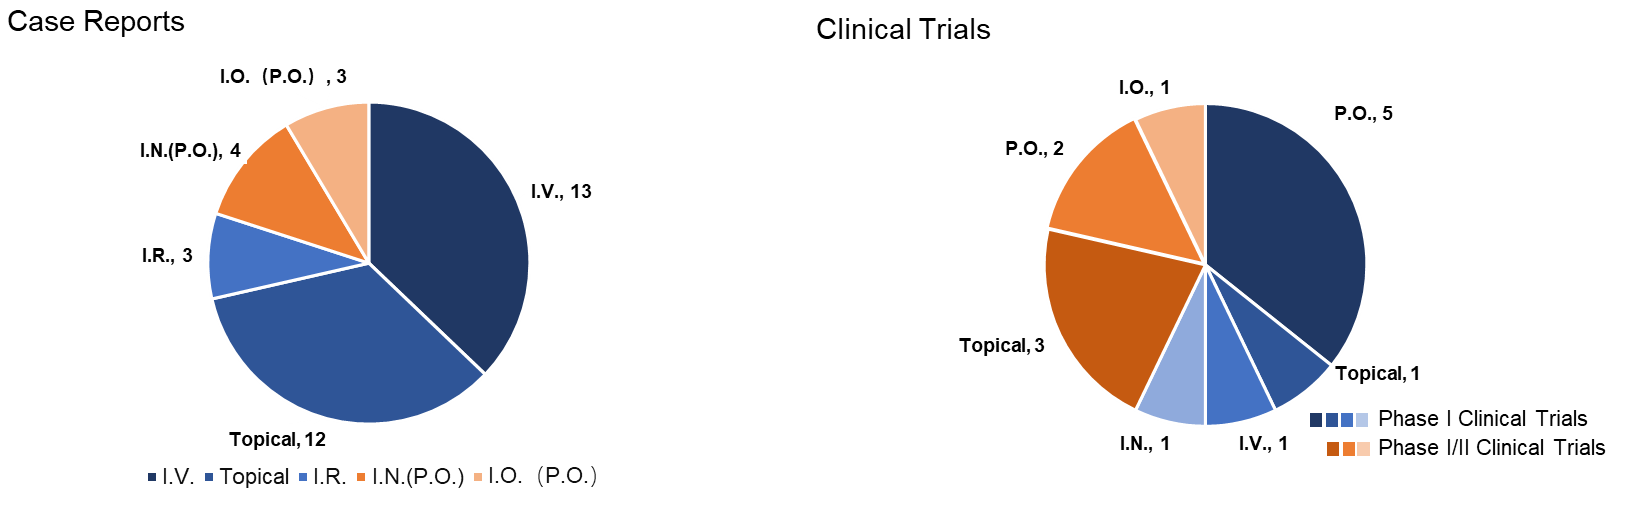 Case Reports
I.O. （P.O.） , 3
I.N.(P.O.), 4
I.V., 13
I.R., 3
Topical, 12
I.V. Topical I.R. I.N.(P.O.) I.O. （P.O.）
Clinical Trials
I.O., 1
P.O., 5
P.O., 2
Topical, 3
Topical, 1
I.N., 1
I.V., 1
Phase I Clinical Trials
Phase I/II Clinical Trials